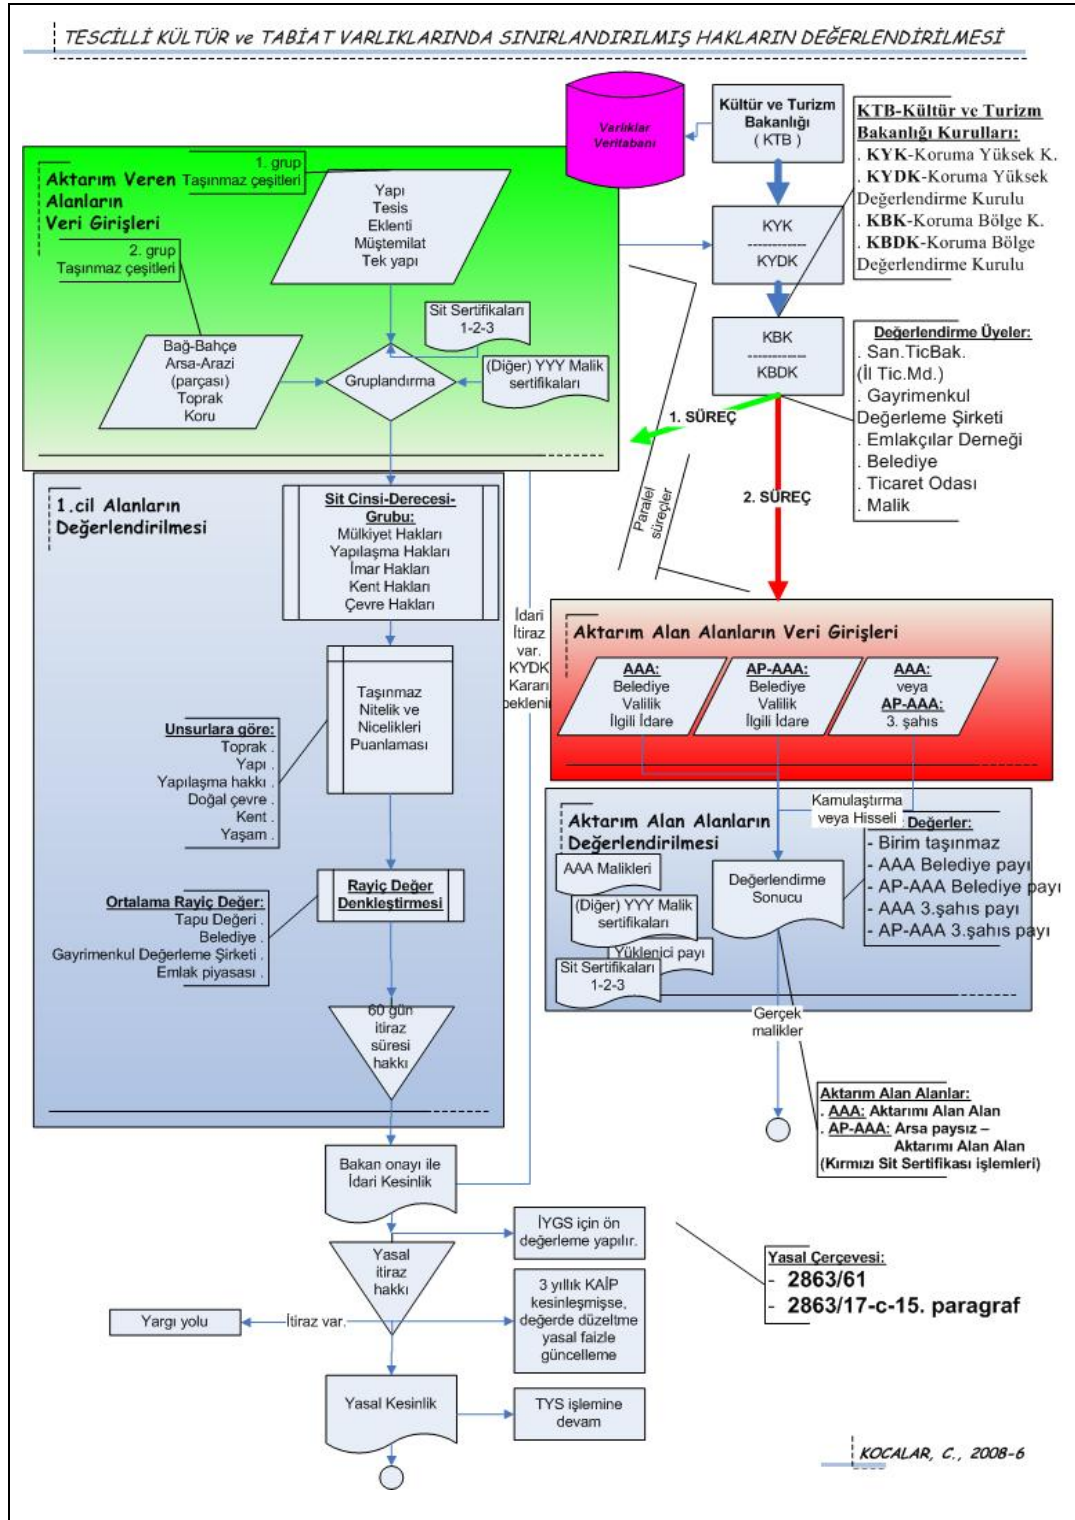 TESCİLLİ KÜLTÜR ve TABİAT VARLIKLARINDA SINIRLANDIRILMIŞ HAKLARIN DEĞERLENDİRİLMESİ
Varlıklar
Veritabanı
Kültür ve Turizm
Bakanlığı
( KTB )
KTB-Kültür ve Turizm
Bakanlığı Kurulları:
. KYK-Koruma Yüksek K.
. KYDK-Koruma Yüksek
Değerlendirme Kurulu
. KBK-Koruma Bölge K.
. KBDK-Koruma Bölge
Değerlendirme Kurulu
KYK
KYDK
KBK
KBDK
Değerlendirme Üyeler:
. San.TicBak.
(İl Tic.Md.)
. Gayrimenkul
Değerleme Şirketi
. Emlakçılar Derneği
. Belediye
. Ticaret Odası
. Malik
Aktarım Veren
Alanların
Veri Girişleri
1. grup
Taşınmaz çeşitleri
Yapı
Tesis
Eklenti
Müştemilat
Tek yapı
2. grup
Taşınmaz çeşitleri
Bağ-Bahçe
Arsa-Arazi
(parçası)
Toprak
Koru
Sit Sertifikaları
1-2-3
Gruplandırma
(Diğer) YYY Malik
sertifikaları
1. SÜREÇ
2. SÜREÇ
Paralel
süreçler
1.cil Alanların
Değerlendirilmesi
Sit Cinsi-Derecesi-
Grubu:
Mülkiyet Hakları
Yapılaşma Hakları
İmar Hakları
Kent Hakları
Çevre Hakları
İdari
İtiraz
var.
KYDK
Kararı
beklenir
Taşınmaz
Nitelik ve
Nicelikleri
Puanlaması
Unsurlara göre:
Toprak .
Yapı .
Yapılaşma hakkı .
Doğal çevre .
Kent .
Yaşam .
Rayiç Değer
Denkleştirmesi
Ortalama Rayiç Değer:
Tapu Değeri .
Belediye .
Gayrimenkul Değerleme Şirketi .
Emlak piyasası .
60 gün
itiraz
süresi
hakkı
Aktarım Alan Alanların Veri Girişleri
AAA:
Belediye
Valilik
İlgili İdare
AP-AAA:
Belediye
Valilik
İlgili İdare
AAA:
veya
AP-AAA:
3. şahıs
Aktarım Alan Alanların
Değerlendirilmesi
Kamulaştırma
veya Hisseli
Değerler:
- Birim taşınmaz
- AAA Belediye payı
- AP-AAA Belediye payı
- AAA 3.şahıs payı
- AP-AAA 3.şahıs payı
AAA Malikleri
(Diğer) YYY Malik
sertifikaları
Yüklenici payı
Sit Sertifikaları
1-2-3
Değerlendirme
Sonucu
Gerçek
malikler
Aktarım Alan Alanlar:
. AAA: Aktarımı Alan Alan
. AP-AAA: Arsa paysız –
Aktarımı Alan Alan
(Kırmızı Sit Sertifikası işlemleri)
Bakan onayı ile
İdari Kesinlik
İYGS için ön
değerleme yapılır.
Yasal
itiraz
hakkı
3 yıllık KAİP
kesinleşmişse,
değerde düzeltme
yasal faizle
güncelleme
İtiraz var.
Yargı yolu
Yasal Kesinlik
TYS işlemine
devam
Yasal Çerçevesi:
- 2863/61
- 2863/17-c-15. paragraf
KOCALAR, C., 2008-6